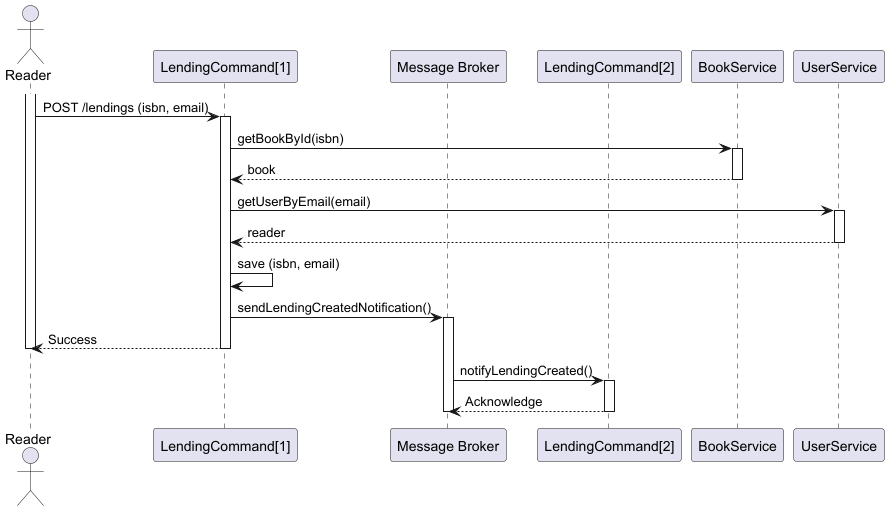 Reader
LendingCommand[1]
Message Broker
LendingCommand[2]
BookService
UserService
POST /lendings (isbn, email)
getBookById(isbn)
book
getUserByEmail(email)
reader
save (isbn, email)
sendLendingCreatedNotification()
Success
notifyLendingCreated()
Acknowledge
Reader
LendingCommand[1]
Message Broker
LendingCommand[2]
BookService
UserService